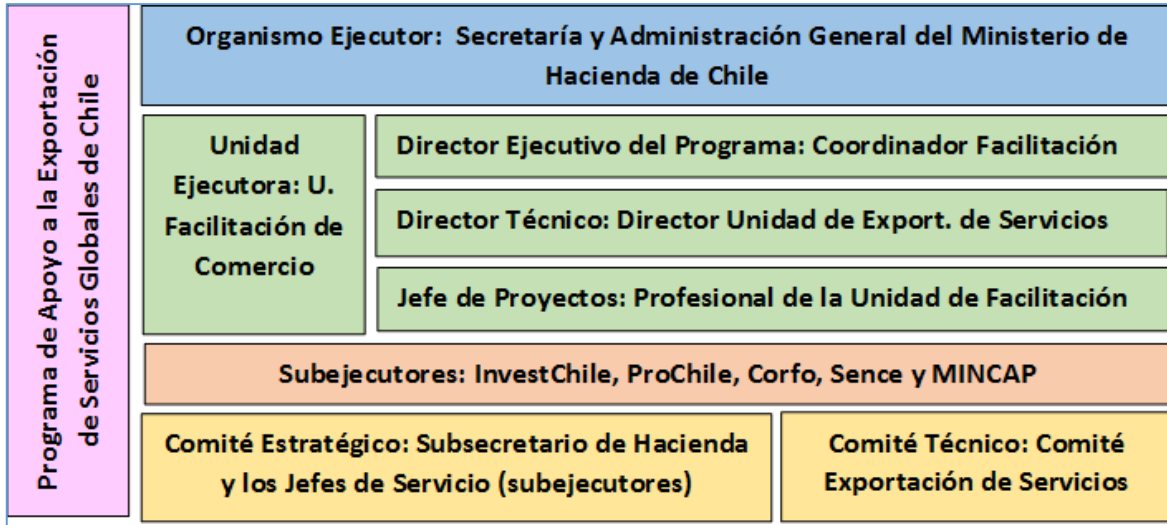 Programa de Apoyo a la Exportación
de Servicios Globales de Chile
Organismo Ejecutor: Secretaría y Administración General del Ministerio de
Hacienda de Chile
Unidad
Ejecutora: U.
Facilitación de
Comercio
Director Ejecutivo del Programa: Coordinador Facilitación
Director Técnico: Director Unidad de Export. de Servicios
Jefe de Proyectos: Profesional de la Unidad de Facilitación
Subejecutores: InvestChile, ProChile, Corfo, Sence y MINCAP
Comité Estratégico: Subsecretario de Hacienda
y los Jefes de Servicio (subejecutores)
Comité Técnico: Comité
Exportación de Servicios